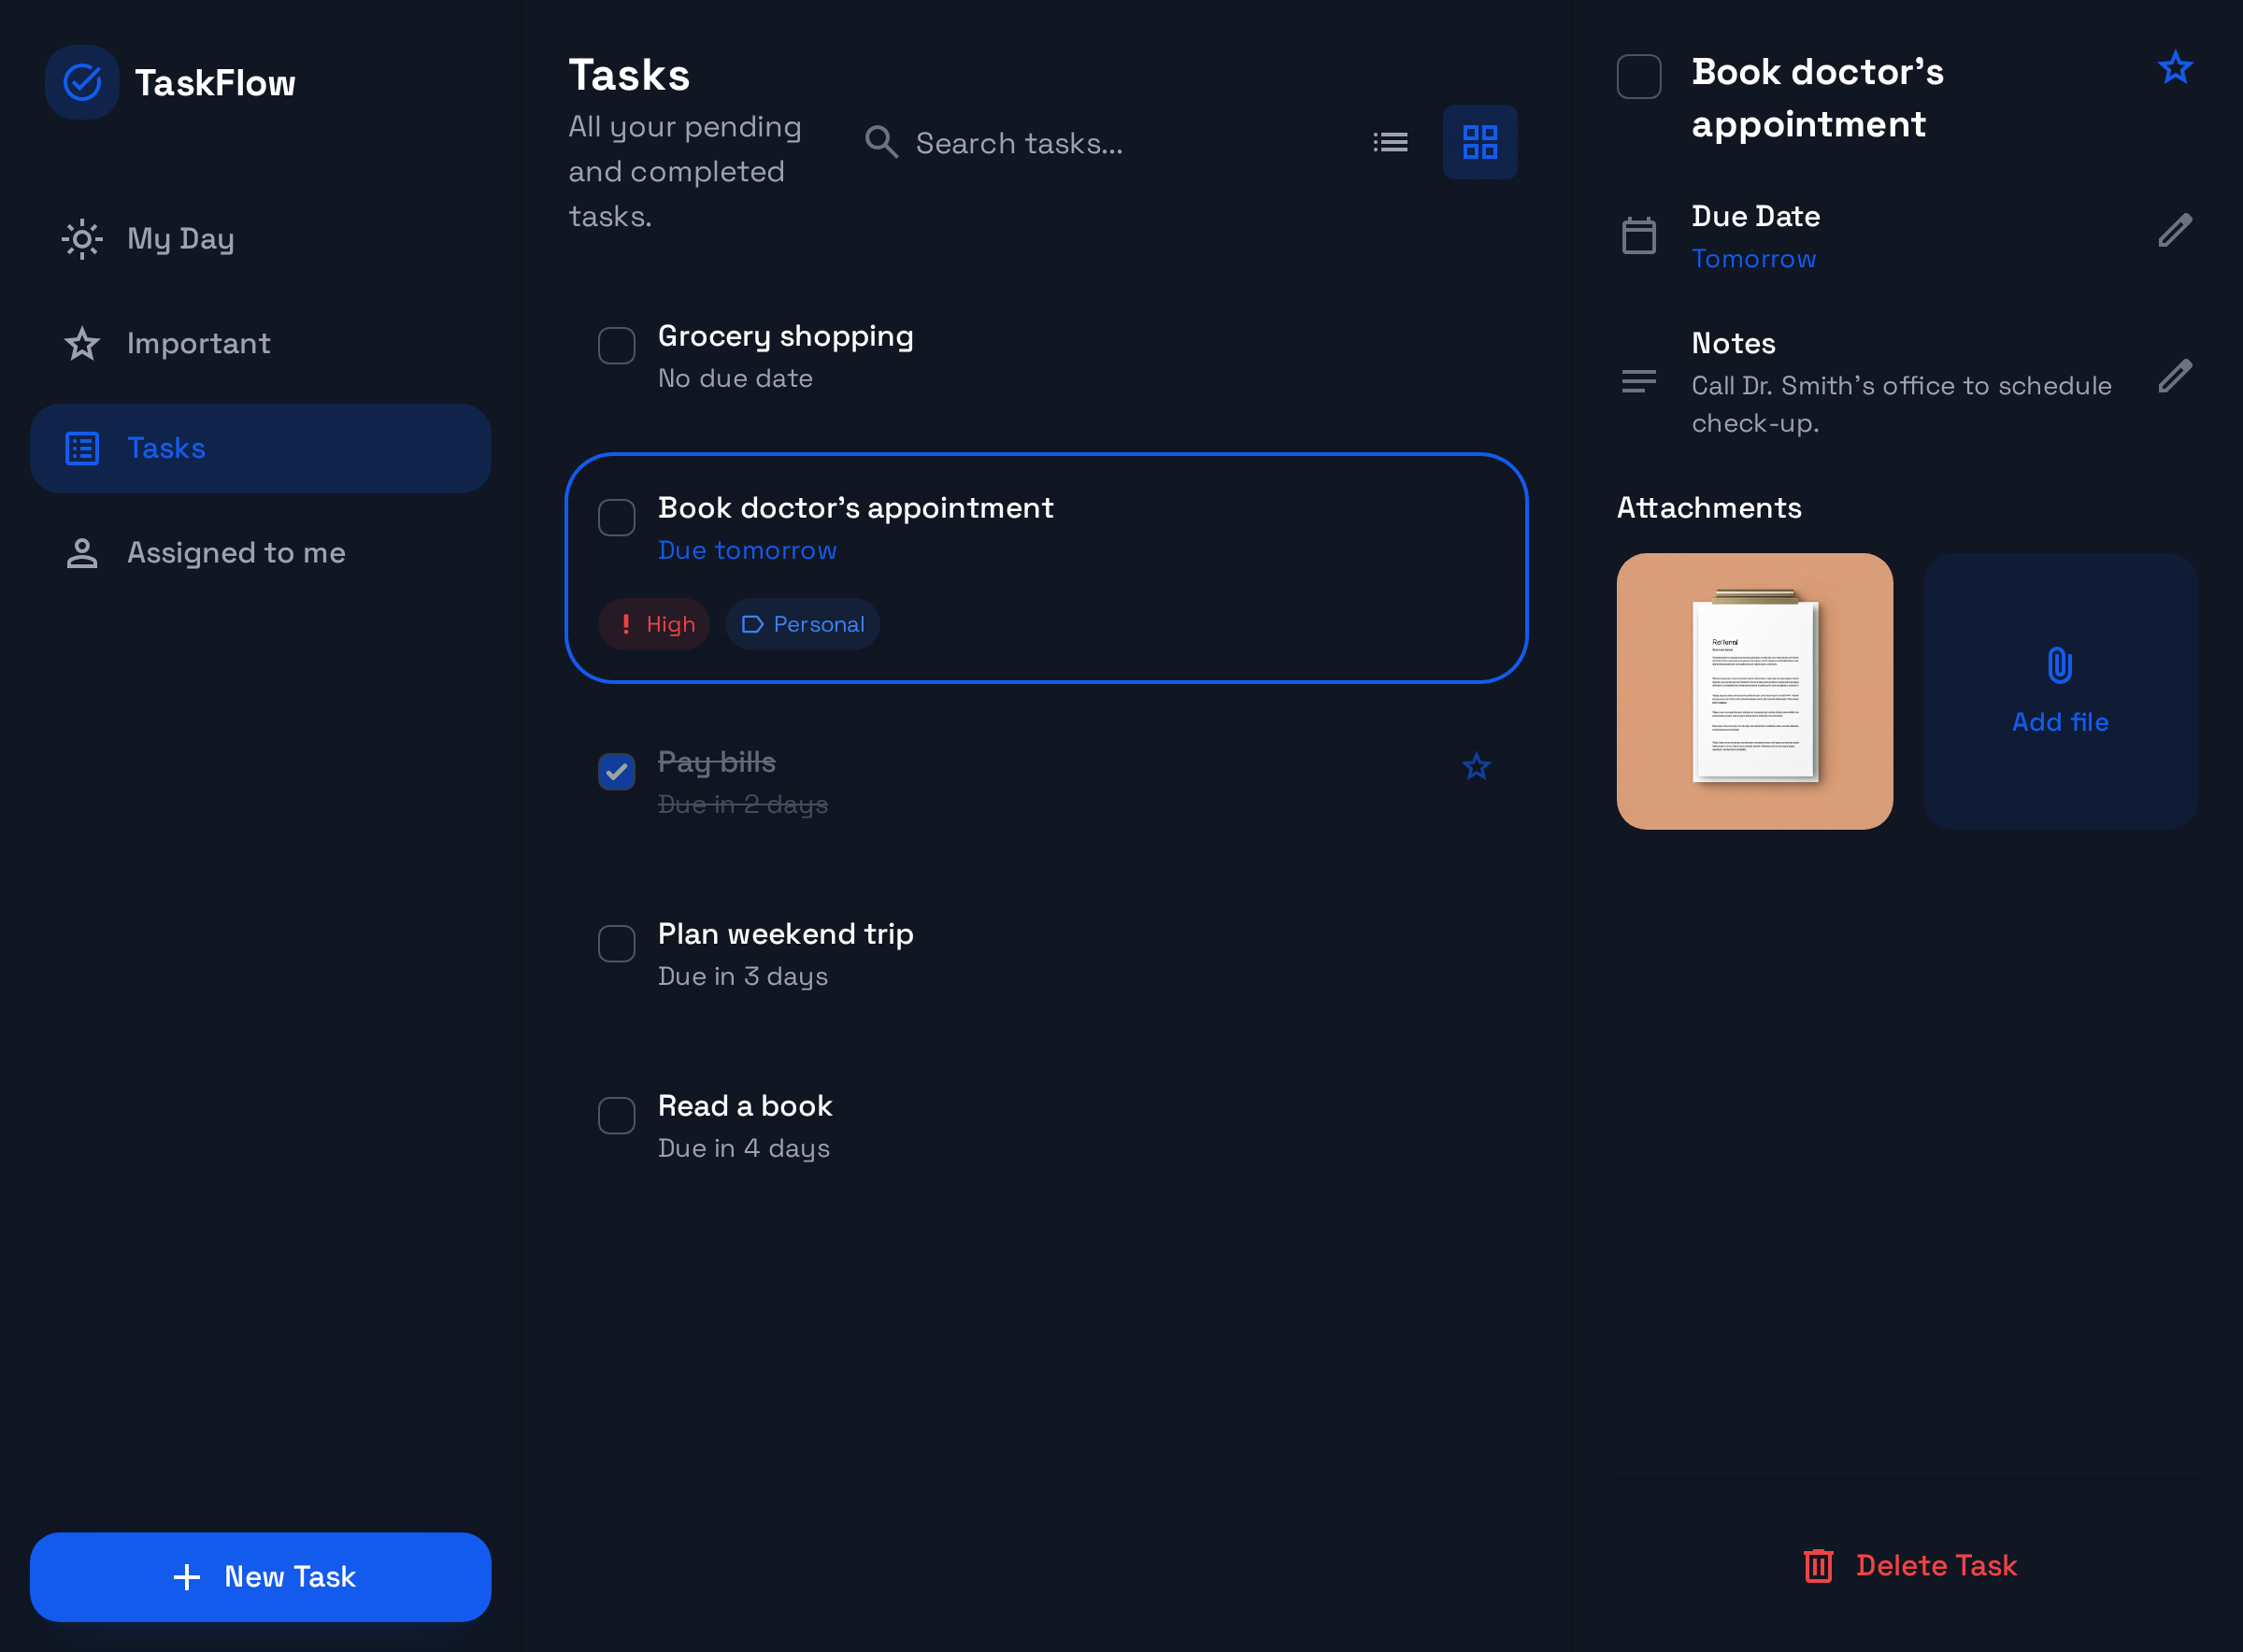 TaskFlow
My Day
Important
Tasks
Assigned to me
New Task
Tasks
All your pending
and completed
tasks.
Search tasks...
Grocery shopping
No due date
Book doctor's appointment
Due tomorrow
High
Personal
Pay bills
Due in 2 days
Plan weekend trip
Due in 3 days
Read a book
Due in 4 days
Book doctor's
appointment
Due Date
Tomorrow
Notes
Call Dr. Smith's office to schedule
check-up.
Attachments
Add file
Delete Task